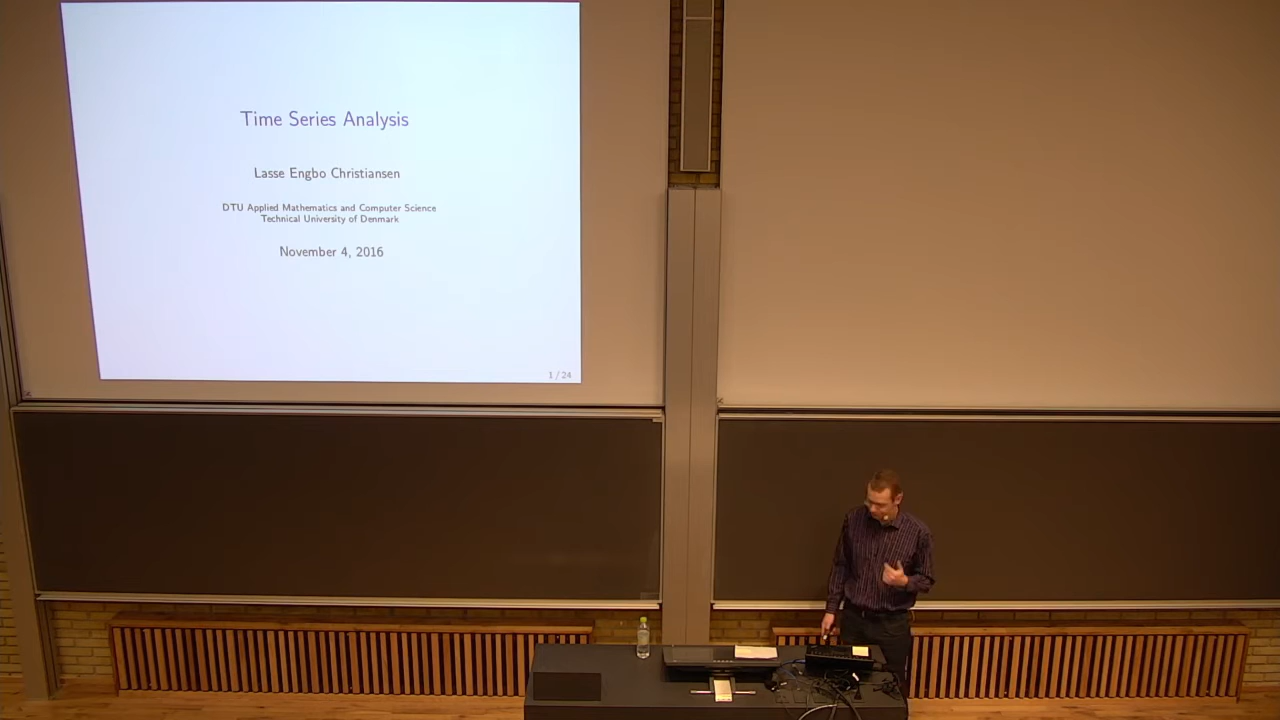 Time Series Analysis
Lasse Engbo Christiansen
DTU Applied Mathematics and Computer Science
Technical University of Denmark
November 4, 2016
1 / 24